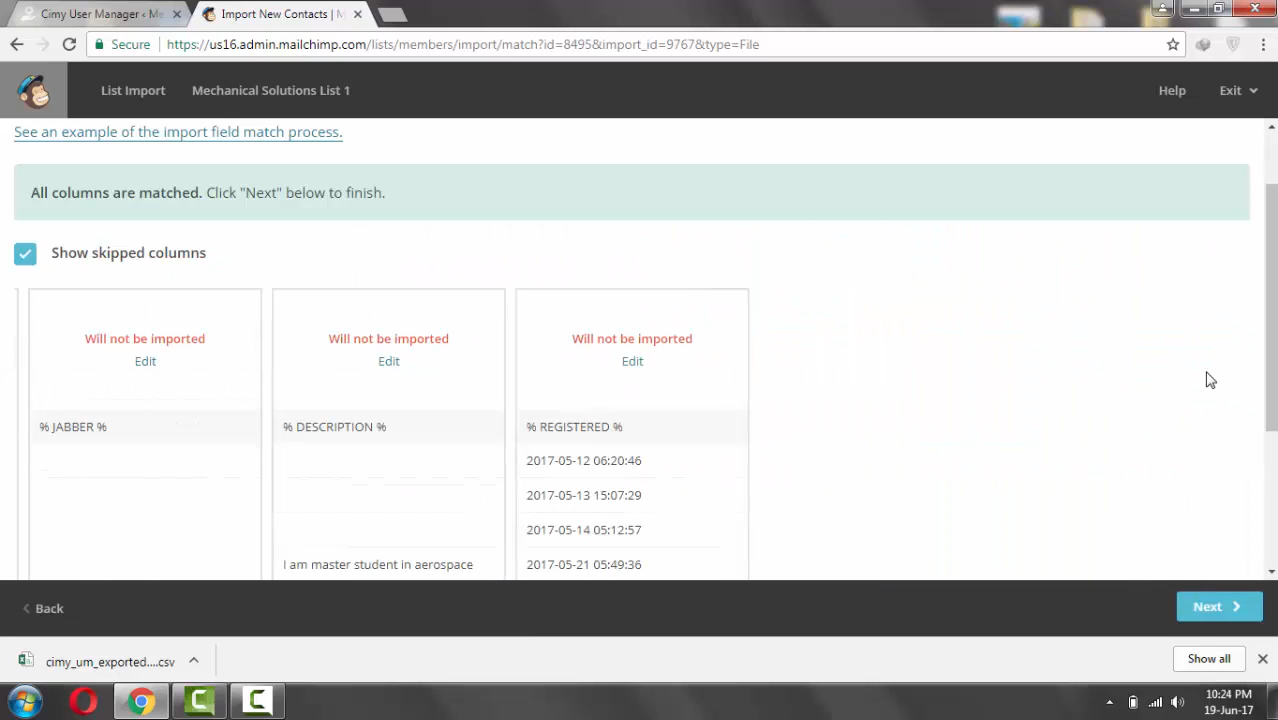 Cimy User Manager ‹ Me
Import New Contacts | M
Secure
https://us16.admin.mailchimp.com/lists/members/import/match?id=8495&import_id=9767&type=File
List Import
Mechanical Solutions List 1
Help
Exit
See an example of the import field match process.
All columns are matched. Click "Next" below to finish.
Show skipped columns
Will not be imported
Edit
% JABBER %
Will not be imported
Edit
% DESCRIPTION %
I am master student in aerospace
Will not be imported
Edit
% REGISTERED %
2017-05-12 06:20:46
2017-05-13 15:07:29
2017-05-14 05:12:57
2017-05-21 05:49:36
Back
Next
cimy_um_exported....csv
Show all
10:24 PM
19-Jun-17